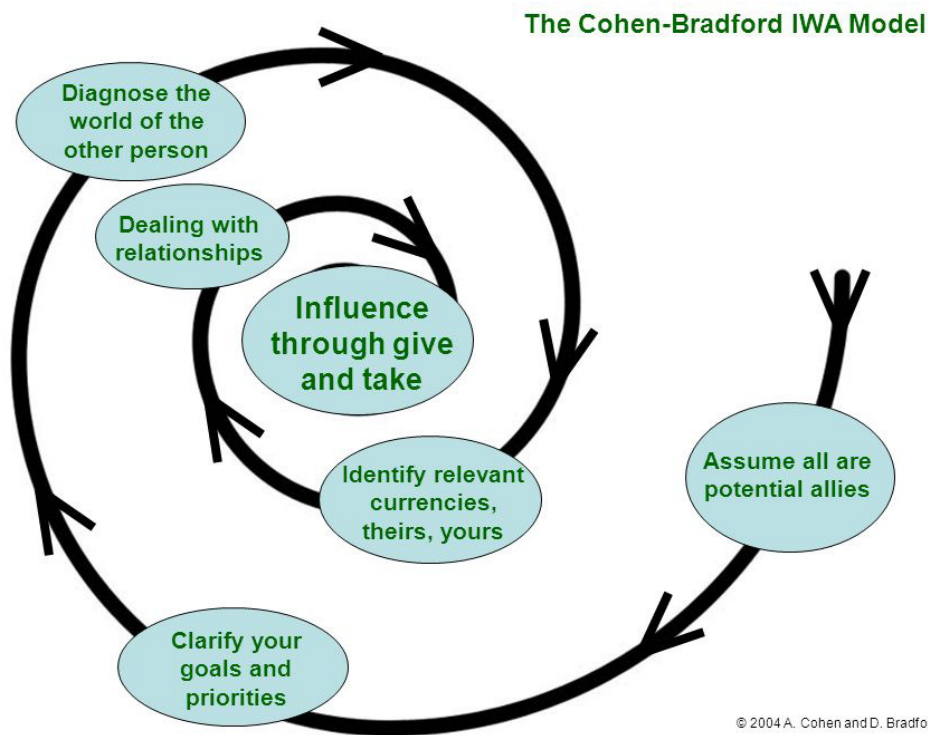 The Cohen-Bradford IWA Model
Diagnose the
world of the
other person
Dealing with
relationships
Influence
through give
and take
Assume all are
potential allies
Identify relevant
currencies,
theirs, yours
Clarify your
goals and
priorities
© 2004 A. Cohen and D. Bradfo